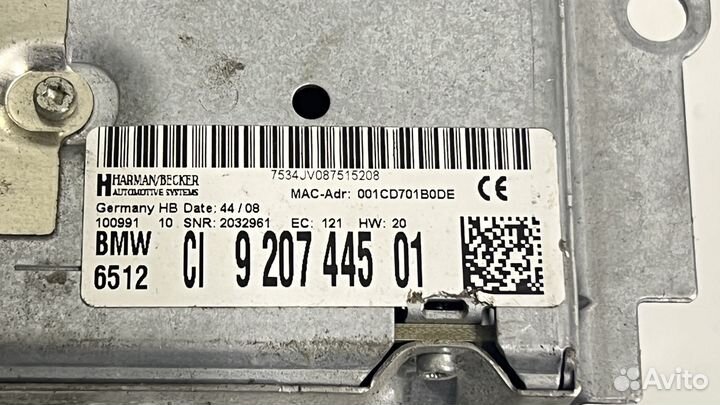 7534JV087515208
HARMAN/BECKER
AUTOMOTIVE SYSTEMS
MAC-Adr: 001CD701B0DE
CE
Germany HB Date: 44/08
100991 10 SNR: 2032961 EC: 121 HW: 20
BMW
6512
CI 9 207 445 01
Avito